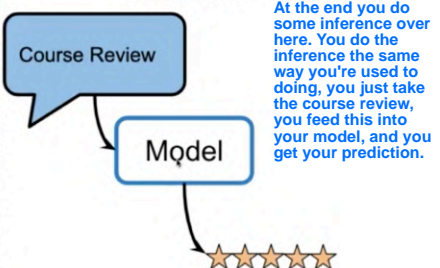 At the end you do
some inference over
here. You do the
inference the same
way you're used to
doing, you just take
the course review,
you feed this into
your model, and you
get your prediction.
Course Review
Model